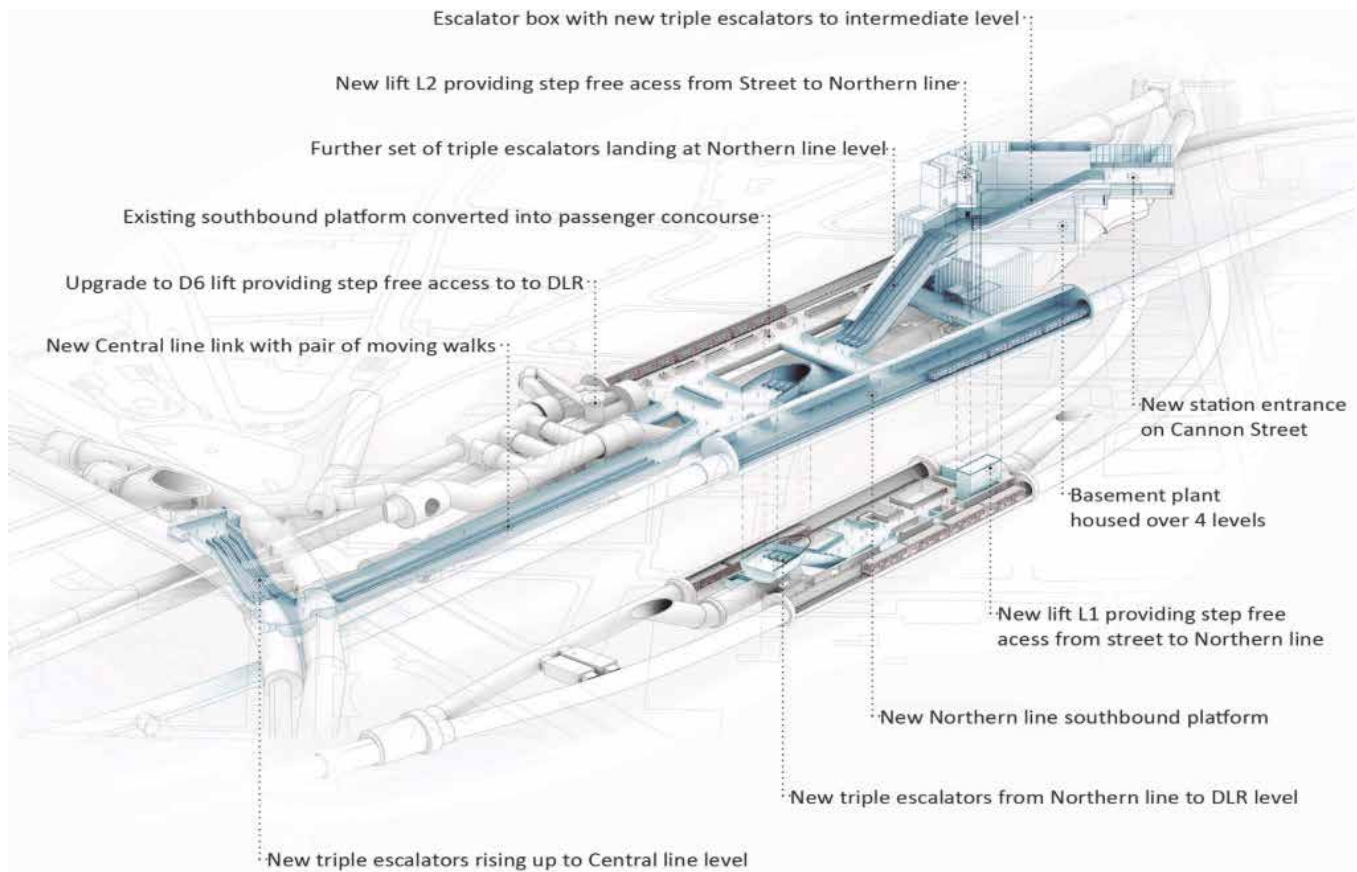 Escalator box with new triple escalators to intermediate level
New lift L2 providing step free acess from Street to Northern line
Further set of triple escalators landing at Northern line level
Existing southbound platform converted into passenger concourse
Upgrade to D6 lift providing step free access to to DLR
New Central line link with pair of moving walks
New station entrance
on Cannon Street
Basement plant
housed over 4 levels
New lift L1 providing step free
acess from street to Northern line
New Northern line southbound platform
New triple escalators from Northern line to DLR level
New triple escalators rising up to Central line level